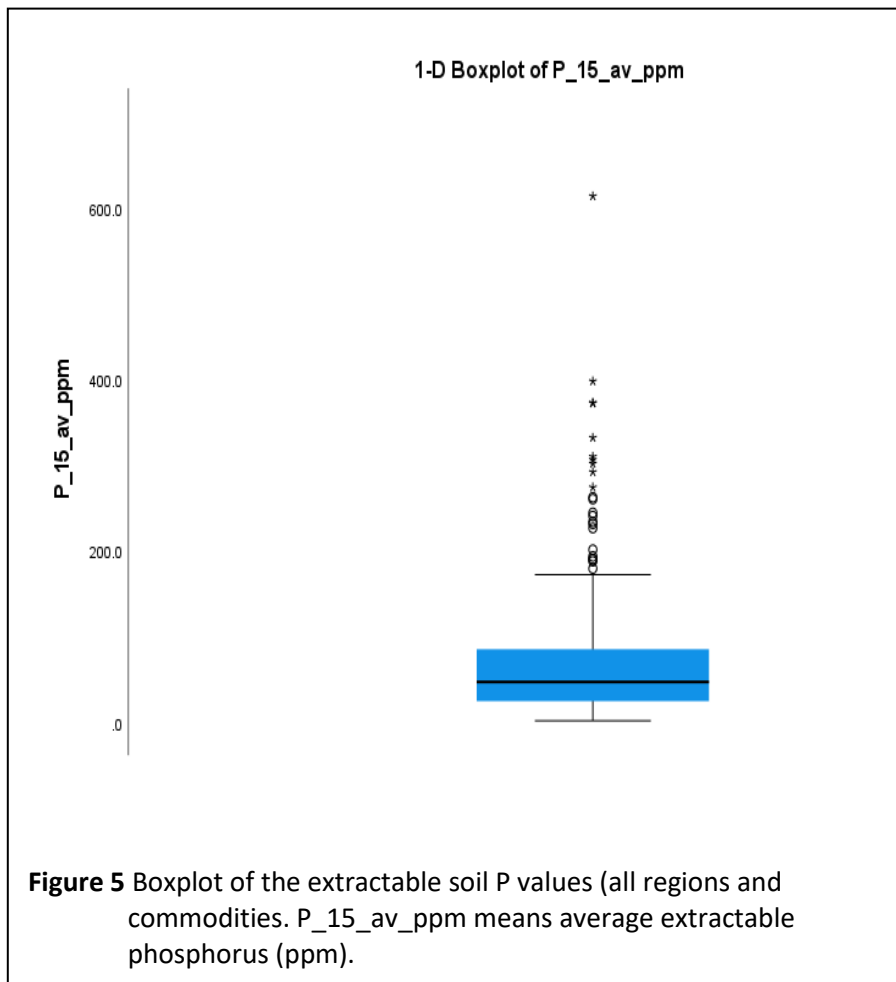 1-D Boxplot of P_15_av_ppm
600.0
400.0
P_15_av_ppm
200.0
.0
Figure 5 Boxplot of the extractable soil P values (all regions and
commodities. P_15_av_ppm means average extractable
phosphorus (ppm).